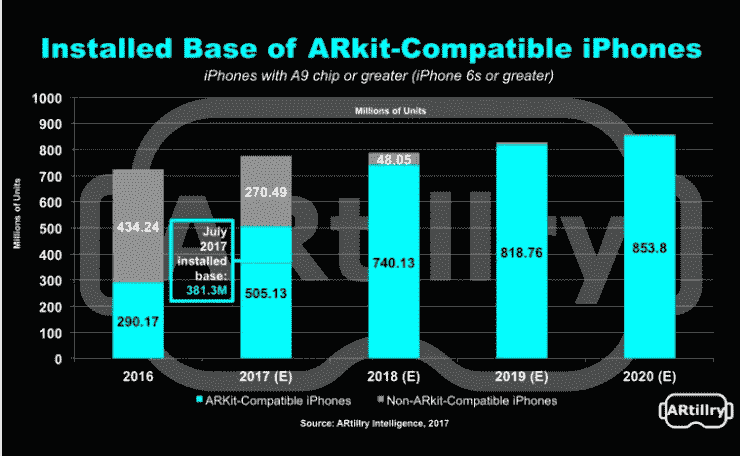 Installed Base of ARkit-Compatible iPhones
iPhones with A9 chip or greater (iPhone 6s or greater)
Millions of Units
Millions of Units
1000
900
800
700
600
500
400
300
200
100
0
434.24
290.17
270.49
505.13
July
2017
installed
base:
381.3M
48.05
740.13
818.76
853.8
ARtillry
2016
2017 (E)
2018 (E)
2019 (E)
2020 (E)
ARKit-Compatible iPhones
Non-ARkit-Compatible iPhones
Source: ARtillry Intelligence, 2017
ARtillry